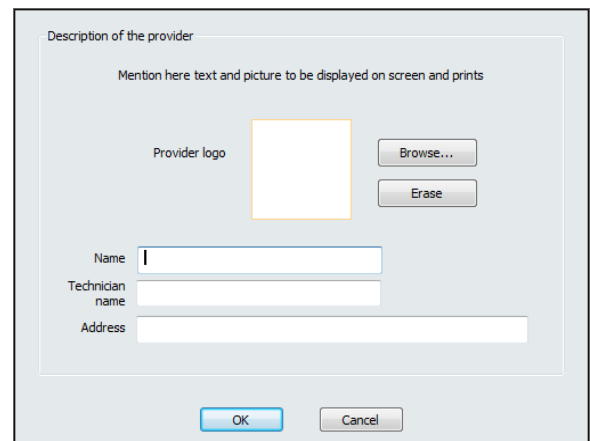 Description of the provider
Mention here text and picture to be displayed on screen and prints
Provider logo
Browse...
Erase
Name
Technician
name
Address
OK
Cancel